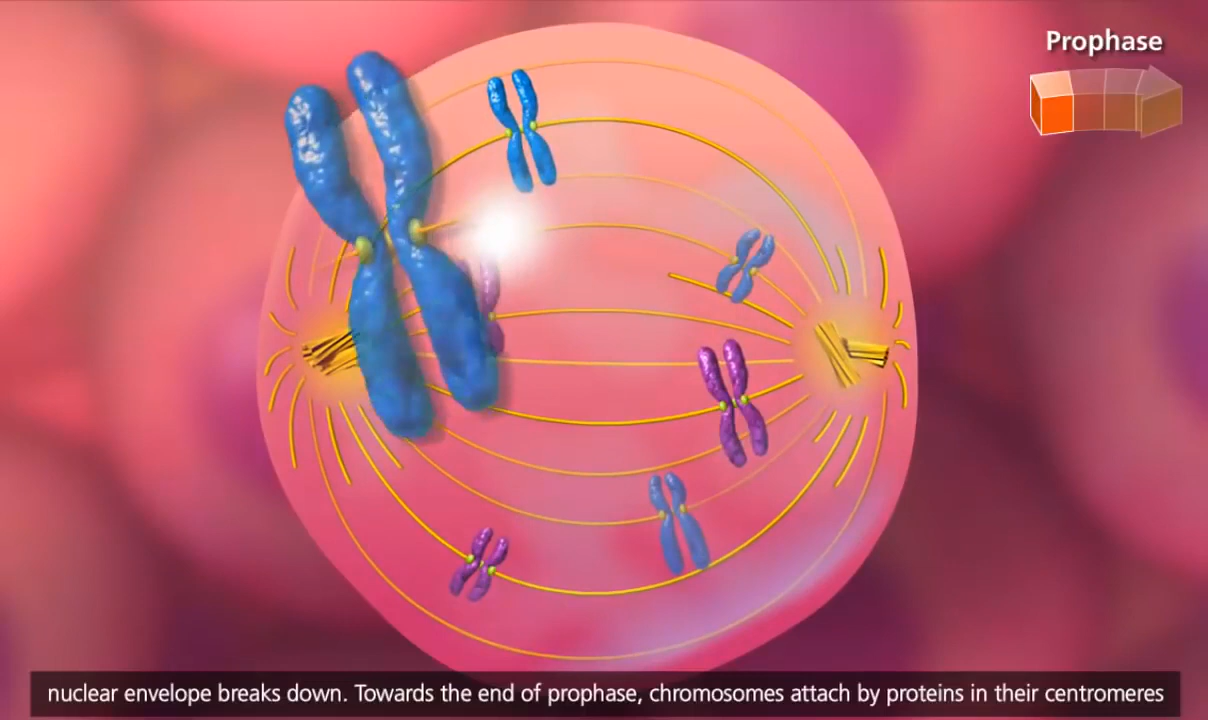 Prophase
nuclear envelope breaks down. Towards the end of prophase, chromosomes attach by proteins in their centromeres